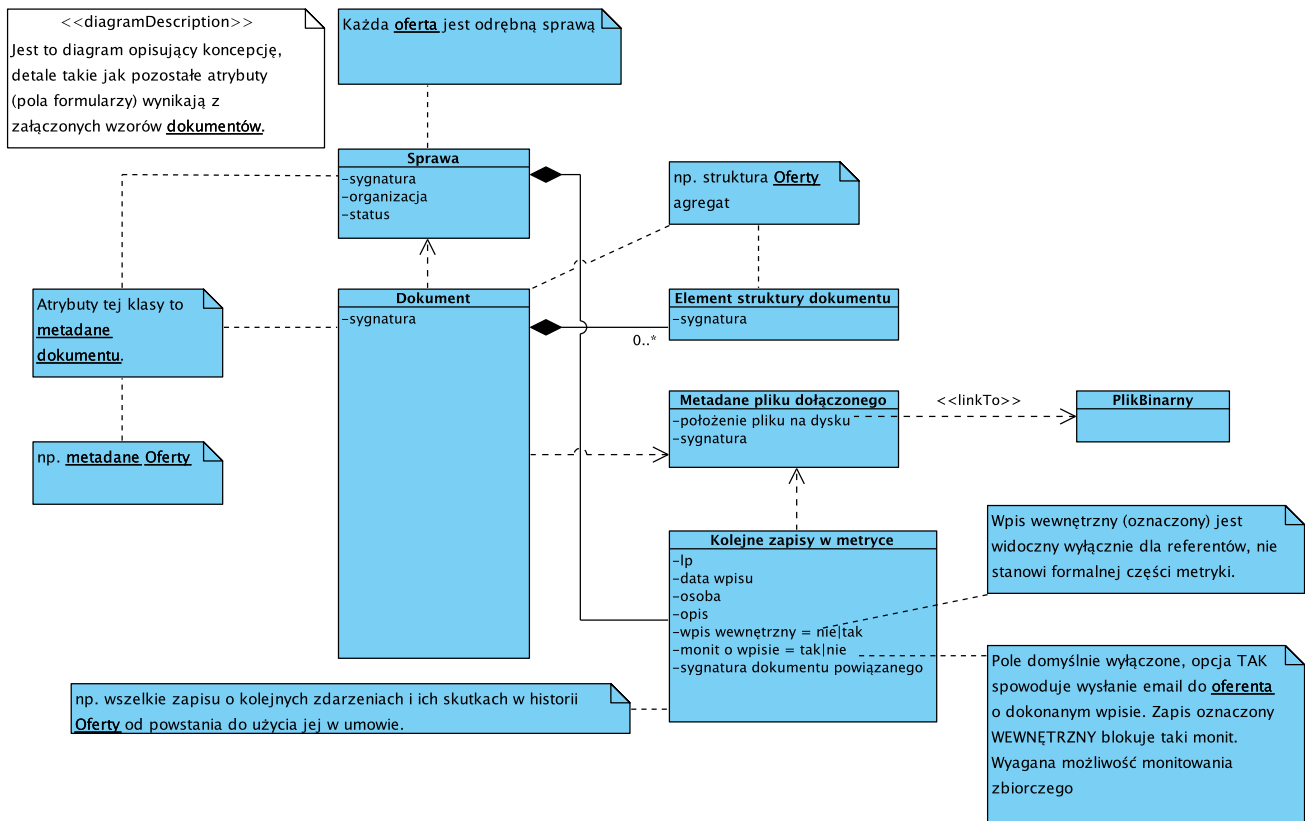 <<diagramDescription>>
Jest to diagram opisujący koncepcję,
detale takie jak pozostałe atrybuty
(pola formularzy) wynikają z
załączonych wzorów dokumentów.
Każda oferta jest odrębną sprawą
Sprawa
-sygnatura
-organizacja
-status
np. struktura Oferty
agregat
Atrybuty tej klasy to
metadane
dokumentu.
Dokument
-sygnatura
Element struktury dokumentu
-sygnatura
0..*
Metadane pliku dołączonego
-położenie pliku na dysku
-sygnatura
<<linkTo>>
PlikBinarny
np. metadane Oferty
Kolejne zapisy w metryce
-lp
-data wpisu
-osoba
-opis
-wpis wewnętrzny = nie|tak
-monit o wpisie = tak|nie
-sygnatura dokumentu powiązanego
Wpis wewnętrzny (oznaczony) jest
widoczny wyłącznie dla referentów, nie
stanowi formalnej części metryki.
Pole domyślnie wyłączone, opcja TAK
spowoduje wysłanie email do oferenta
o dokonanym wpisie. Zapis oznaczony
WEWNĘTRZNY blokuje taki monit.
Wyagana możliwość monitowania
zbiorczego
np. wszelkie zapisu o kolejnych zdarzeniach i ich skutkach w historii
Oferty od powstania do użycia jej w umowie.